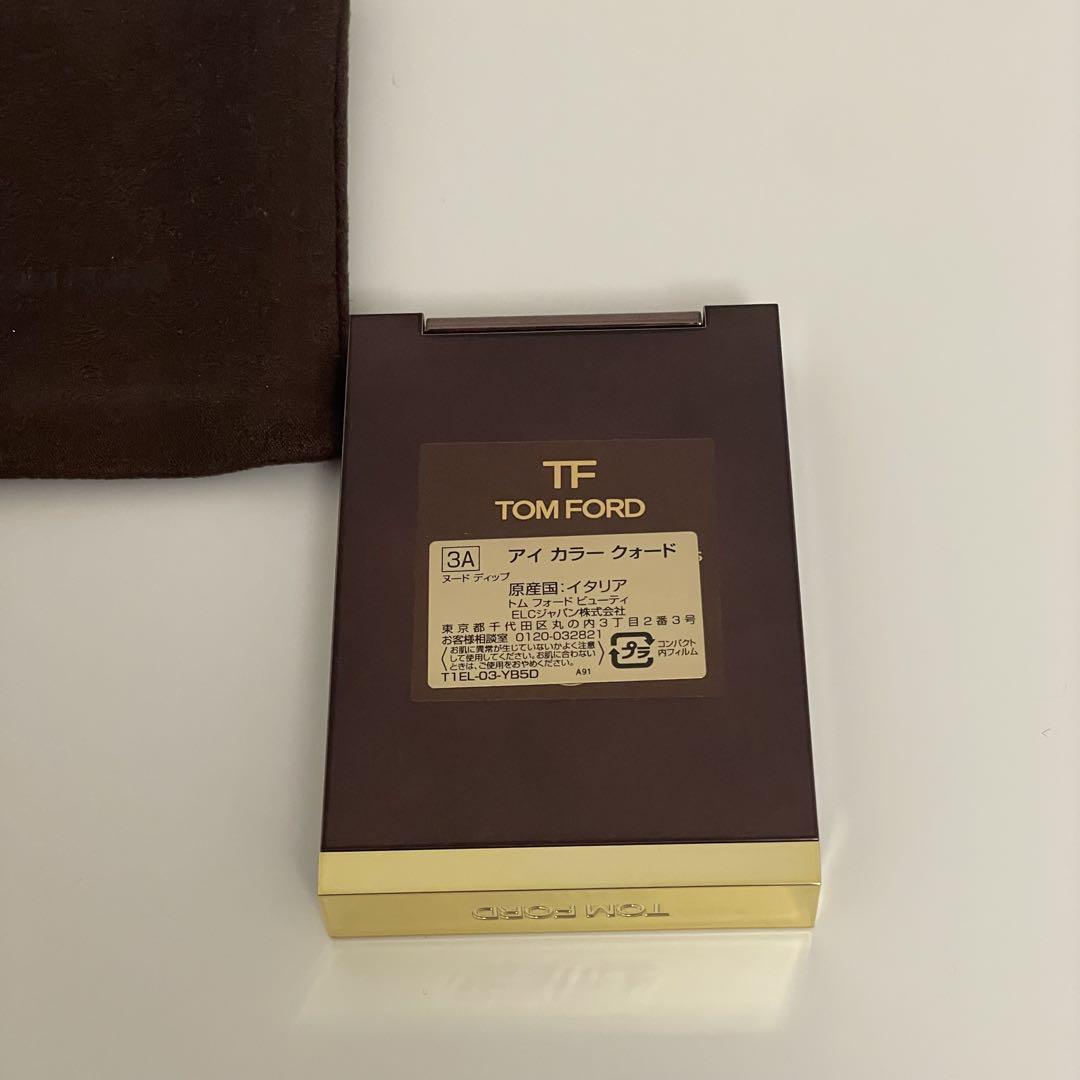 TF
TOM FORD
3A アイ カラー クォード
ヌード ディップ
原産国:イタリア
トム フォード ビューティ
ELCジャパン株式会社
東京都千代田区丸の内3丁目2番3号
お客様相談室 0120-032821
お肌に異常が生じていないかよく注意
して使用してください。お肌に合わない
ときは、ご使用をおやめください。
プラ
コンパクト
内フィルム
T1EL-03-YB5D A91
TOM FORD